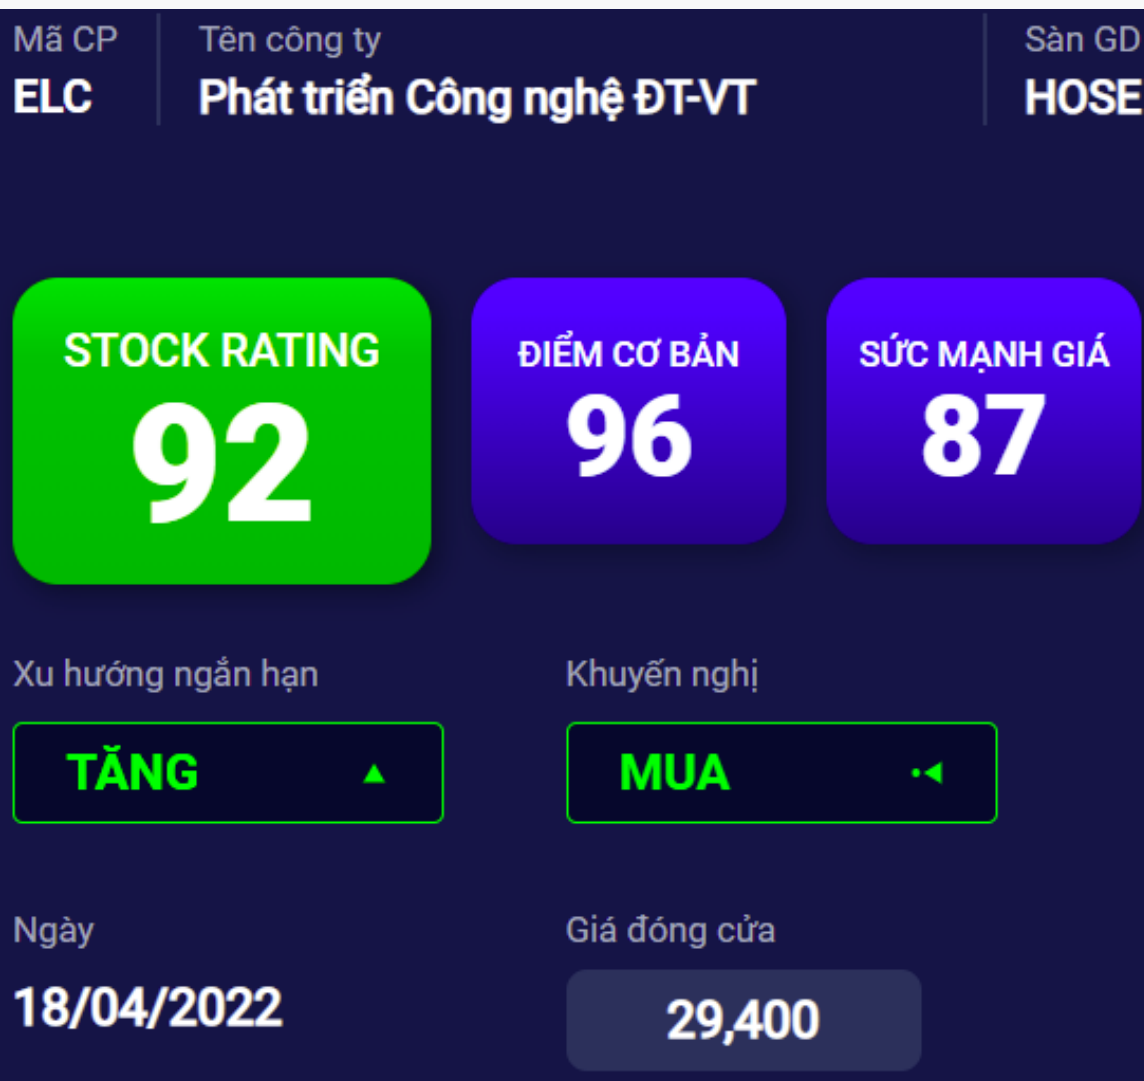 Mã CP
Tên công ty
Sàn GD
ELC
Phát triển Công nghệ ĐT-VT
HOSE
STOCK RATING
92
ĐIỂM CƠ BẢN
96
SỨC MẠNH GIÁ
87
Xu hướng ngắn hạn
Khuyến nghị
TĂNG
MUA
Ngày
Giá đóng cửa
18/04/2022
29,400